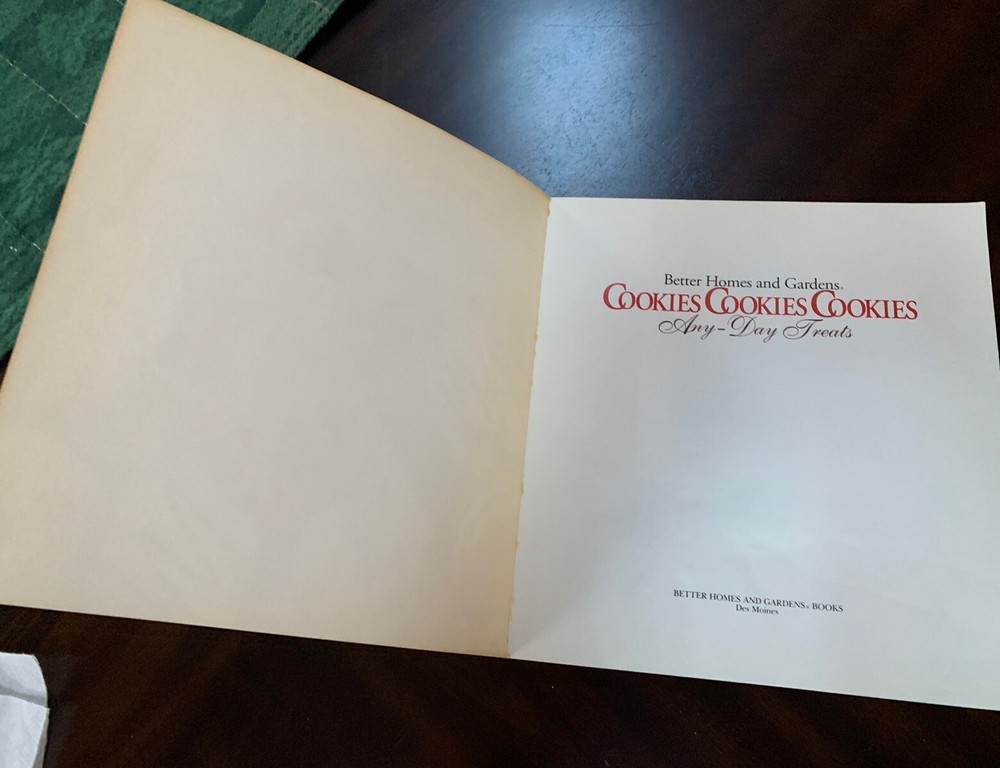 Better Homes and Gardens®
COOKIES COOKIES COOKIES
Any-Day Treats
BETTER HOMES AND GARDENS® BOOKS
Des Moines